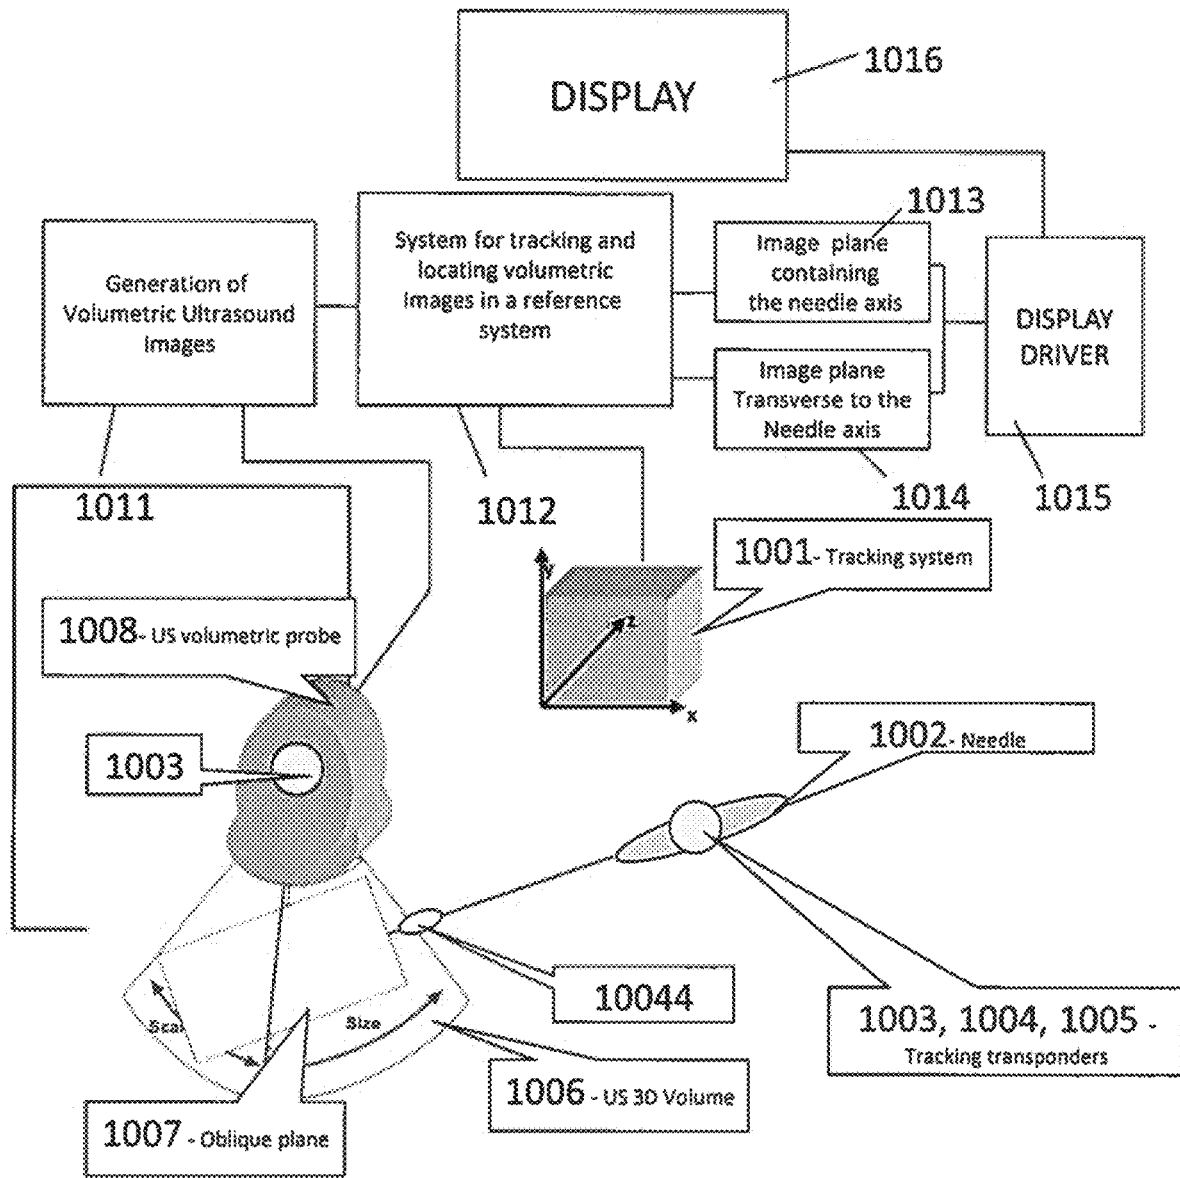 DISPLAY
1016
1013
Generation of
Volumetric Ultrasound
Images
System for tracking and
locating volumetric
Images in a reference
system
Image plane
containing
the needle axis
Image plane
Transverse to the
Needle axis
DISPLAY
DRIVER
1011
1012
1014
1015
1001- Tracking system
y
z
x
1008- US volumetric probe
1003
1002- Needle
10044
1003, 1004, 1005 -
Tracking transponders
Size
1006 - US 3D Volume
1007 - Oblique plane